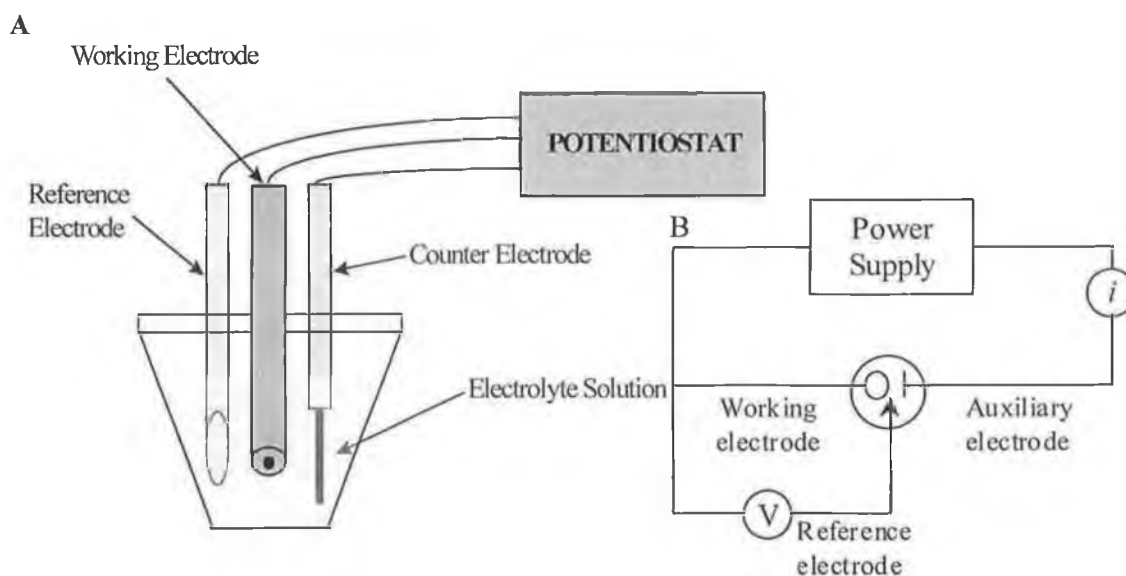 A
Working Electrode
POTENTIOSTAT
Reference
Electrode
Counter Electrode
Electrolyte Solution
B
Power
Supply
i
Working
electrode
Auxiliary
electrode
V
Reference
electrode